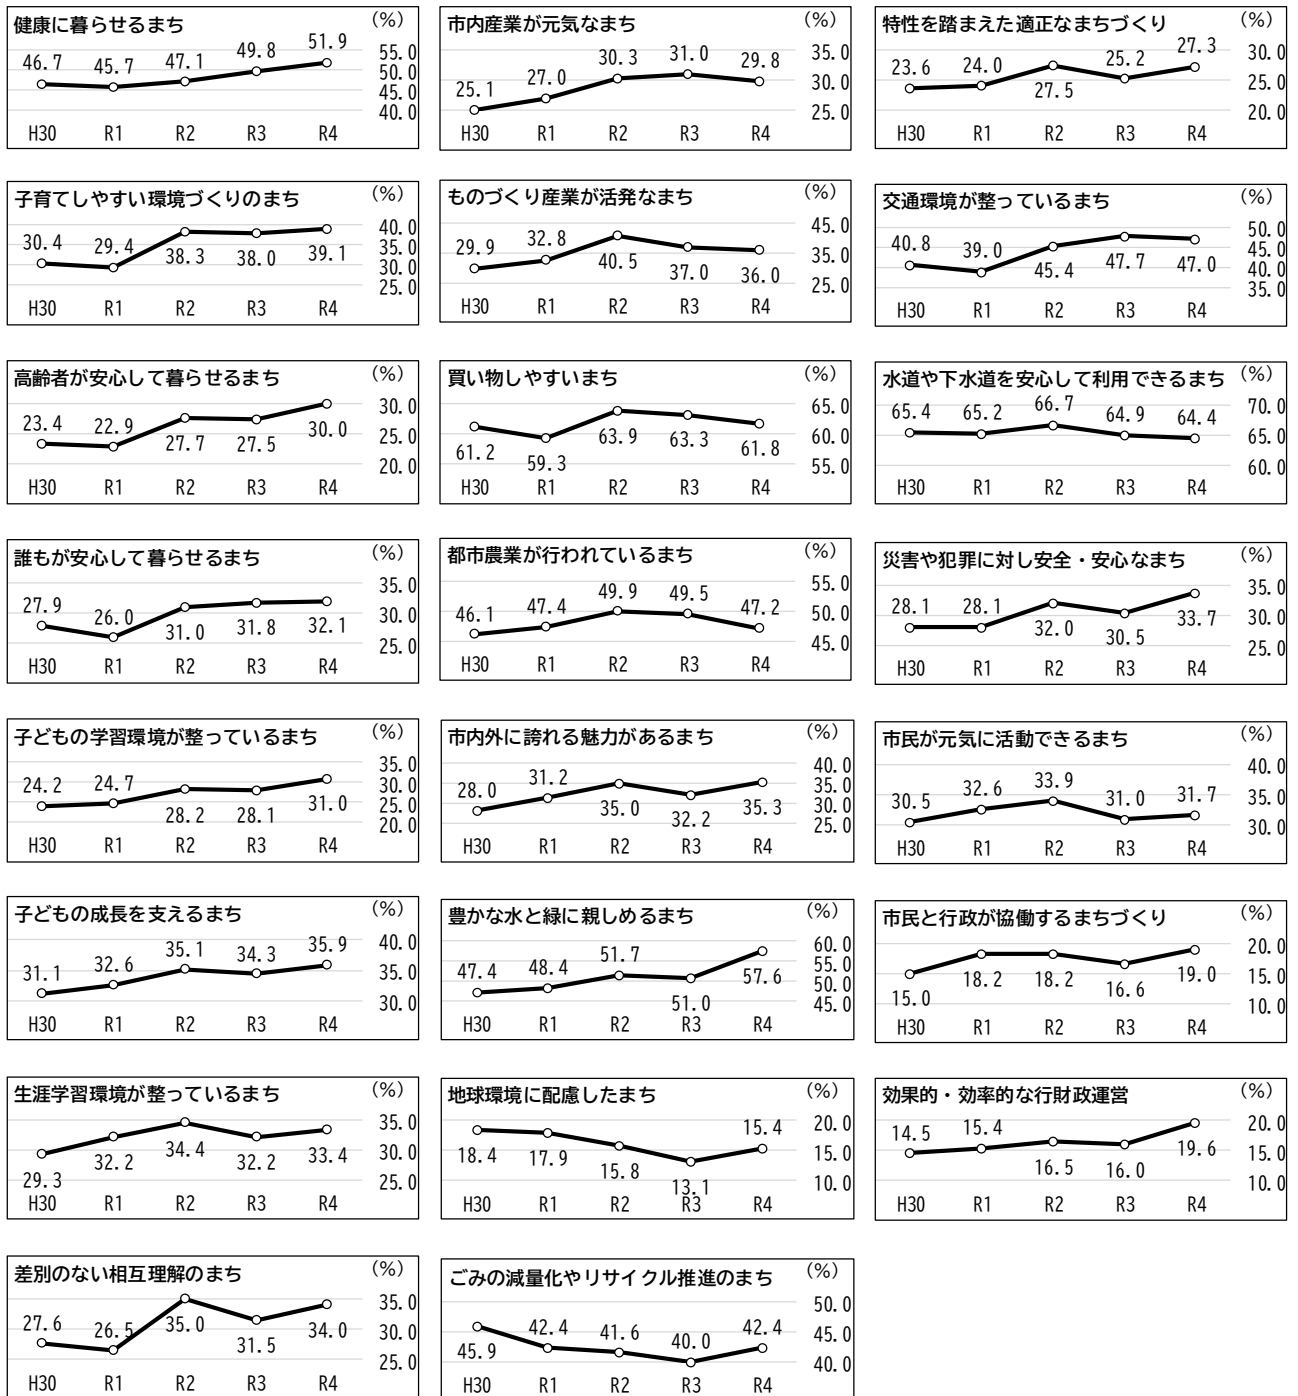 健康に暮らせるまち (%)
46.7 45.7 47.1 49.8 51.9
55.0
50.0
45.0
40.0
H30 R1 R2 R3 R4
市内産業が元気なまち (%)
25.1 27.0 30.3 31.0 29.8
35.0
30.0
25.0
H30 R1 R2 R3 R4
特性を踏まえた適正なまちづくり (%)
23.6 24.0 27.5 25.2 27.3
30.0
25.0
20.0
H30 R1 R2 R3 R4
子育てしやすい環境づくりのまち (%)
30.4 29.4 38.3 38.0 39.1
40.0
35.0
30.0
25.0
H30 R1 R2 R3 R4
ものづくり産業が活発なまち (%)
29.9 32.8 40.5 37.0 36.0
45.0
35.0
25.0
H30 R1 R2 R3 R4
交通環境が整っているまち (%)
40.8 39.0 45.4 47.7 47.0
50.0
45.0
40.0
35.0
H30 R1 R2 R3 R4
高齢者が安心して暮らせるまち (%)
23.4 22.9 27.7 27.5 30.0
30.0
25.0
20.0
H30 R1 R2 R3 R4
買い物しやすいまち (%)
61.2 59.3 63.9 63.3 61.8
65.0
60.0
55.0
H30 R1 R2 R3 R4
水道や下水道を安心して利用できるまち (%)
65.4 65.2 66.7 64.9 64.4
70.0
65.0
60.0
H30 R1 R2 R3 R4
誰もが安心して暮らせるまち (%)
27.9 26.0 31.0 31.8 32.1
35.0
30.0
25.0
H30 R1 R2 R3 R4
都市農業が行われているまち (%)
46.1 47.4 49.9 49.5 47.2
55.0
50.0
45.0
H30 R1 R2 R3 R4
災害や犯罪に対し安全・安心なまち (%)
28.1 28.1 32.0 30.5 33.7
35.0
30.0
25.0
H30 R1 R2 R3 R4
子どもの学習環境が整っているまち (%)
24.2 24.7 28.2 28.1 31.0
35.0
30.0
25.0
20.0
H30 R1 R2 R3 R4
市内外に誇れる魅力があるまち (%)
28.0 31.2 35.0 32.2 35.3
40.0
35.0
30.0
25.0
H30 R1 R2 R3 R4
市民が元気に活動できるまち (%)
30.5 32.6 33.9 31.0 31.7
40.0
35.0
30.0
H30 R1 R2 R3 R4
子どもの成長を支えるまち (%)
31.1 32.6 35.1 34.3 35.9
40.0
35.0
30.0
H30 R1 R2 R3 R4
豊かな水と緑に親しめるまち (%)
47.4 48.4 51.7 51.0 57.6
60.0
55.0
50.0
45.0
H30 R1 R2 R3 R4
市民と行政が協働するまちづくり (%)
15.0 18.2 18.2 16.6 19.0
20.0
15.0
10.0
H30 R1 R2 R3 R4
生涯学習環境が整っているまち (%)
29.3 32.2 34.4 32.2 33.4
35.0
30.0
25.0
H30 R1 R2 R3 R4
地球環境に配慮したまち (%)
18.4 17.9 15.8 13.1 15.4
20.0
15.0
10.0
H30 R1 R2 R3 R4
効果的・効率的な行財政運営 (%)
14.5 15.4 16.5 16.0 19.6
20.0
15.0
10.0
H30 R1 R2 R3 R4
差別のない相互理解のまち (%)
27.6 26.5 35.0 31.5 34.0
35.0
30.0
25.0
H30 R1 R2 R3 R4
ごみの減量化やリサイクル推進のまち (%)
45.9 42.4 41.6 40.0 42.4
50.0
45.0
40.0
H30 R1 R2 R3 R4